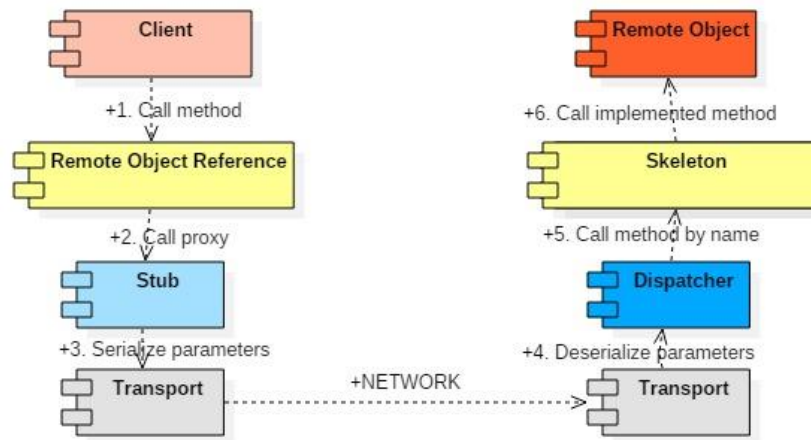 Client
Remote Object
+1. Call method
+6. Call implemented method
Remote Object Reference
Skeleton
+2. Call proxy
+5. Call method by name
Stub
Dispatcher
+3. Serialize parameters
+4. Deserialize parameters
Transport
+NETWORK
Transport